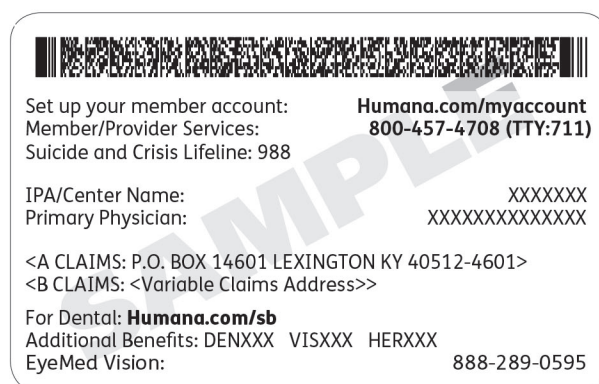 Set up your member account: Humana.com/myaccount
Member/Provider Services: 800-457-4708 (TTY:711)
Suicide and Crisis Lifeline: 988
IPA/Center Name: XXXXXXX
Primary Physician: XXXXXXXXXXXXXX
<A CLAIMS: P.O. BOX 14601 LEXINGTON KY 40512-4601>
<B CLAIMS: <Variable Claims Address>>
For Dental: Humana.com/sb
Additional Benefits: DENXXX VISXXX HERXXX
EyeMed Vision: 888-289-0595
SAMPLE